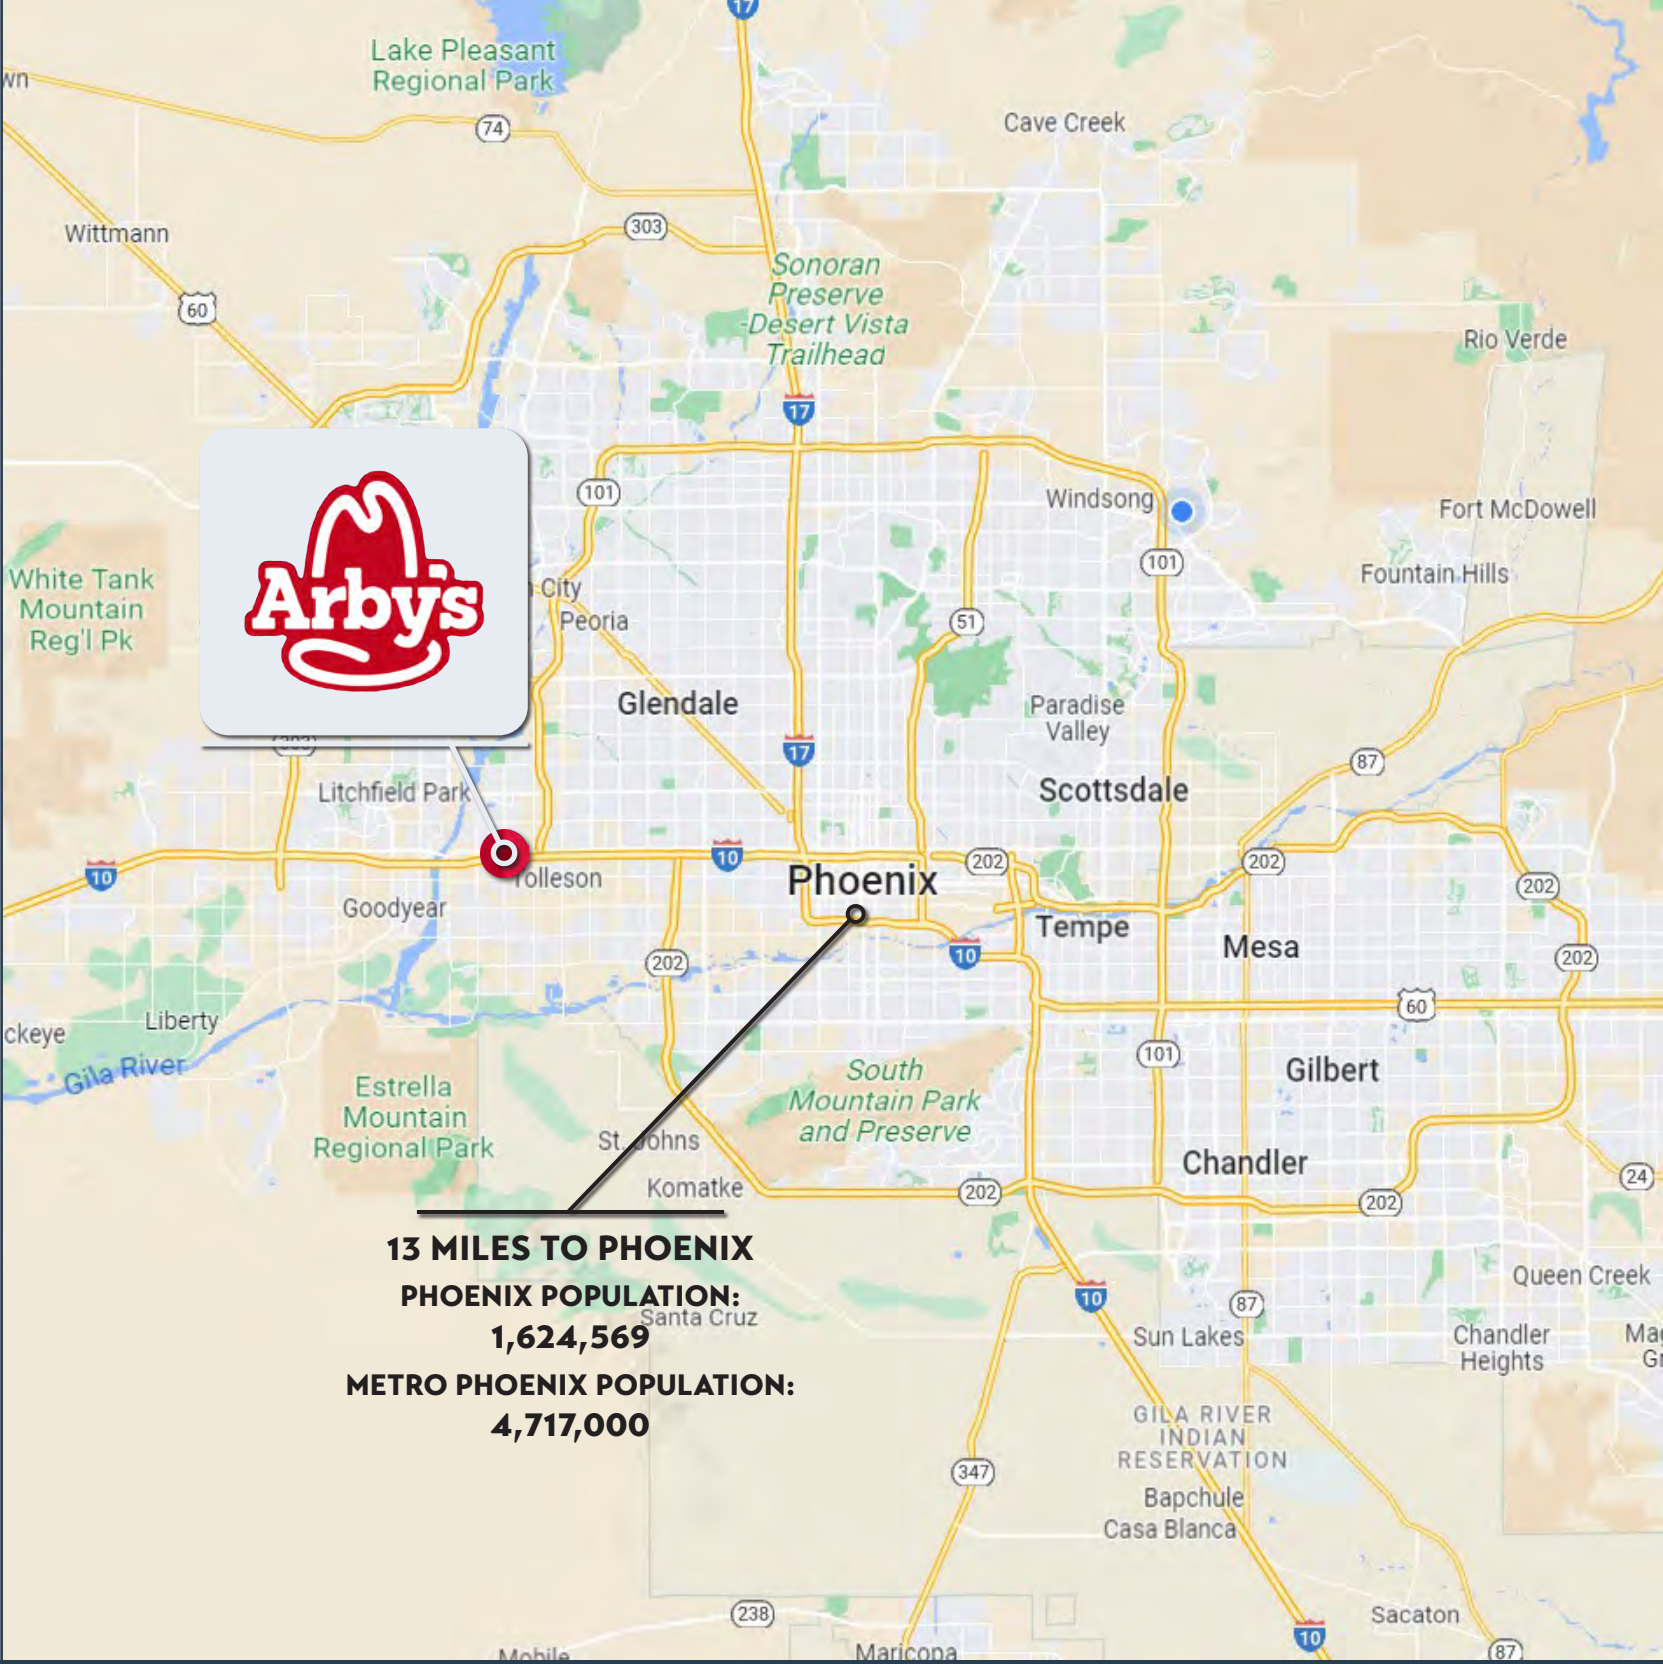 17
Lake Pleasant
Regional Park
wn
74
Cave Creek
303
Wittmann
60
Sonoran
Preserve
-Desert Vista
Trailhead
Rio Verde
17
101
Windsong
Fort McDowell
101
Fountain Hills
White Tank
Mountain
Reg'l Pk
Arby's
City
Peoria
51
Glendale
Paradise
Valley
17
87
Litchfield Park
Scottsdale
10
10
202
202
Tolleson
Phoenix
202
Goodyear
Tempe
Mesa
10
202
202
60
Liberty
ckeye
Gila River
101
Gilbert
South
Mountain Park
and Preserve
Estrella
Mountain
Regional Park
St. Johns
Chandler
24
Komatke
202
202
13 MILES TO PHOENIX
PHOENIX POPULATION:
1,624,569
METRO PHOENIX POPULATION:
4,717,000
Santa Cruz
10
87
Queen Creek
Sun Lakes
Chandler
Heights
GILA RIVER
INDIAN
RESERVATION
347
Bapchule
Casa Blanca
238
Sacaton
10
87
Mobile
Maricopa